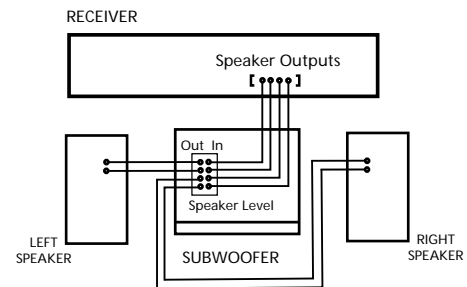 RECEIVER
Speaker Outputs
Out In
Speaker Level
LEFT
SPEAKER
SUBWOOFER
RIGHT
SPEAKER